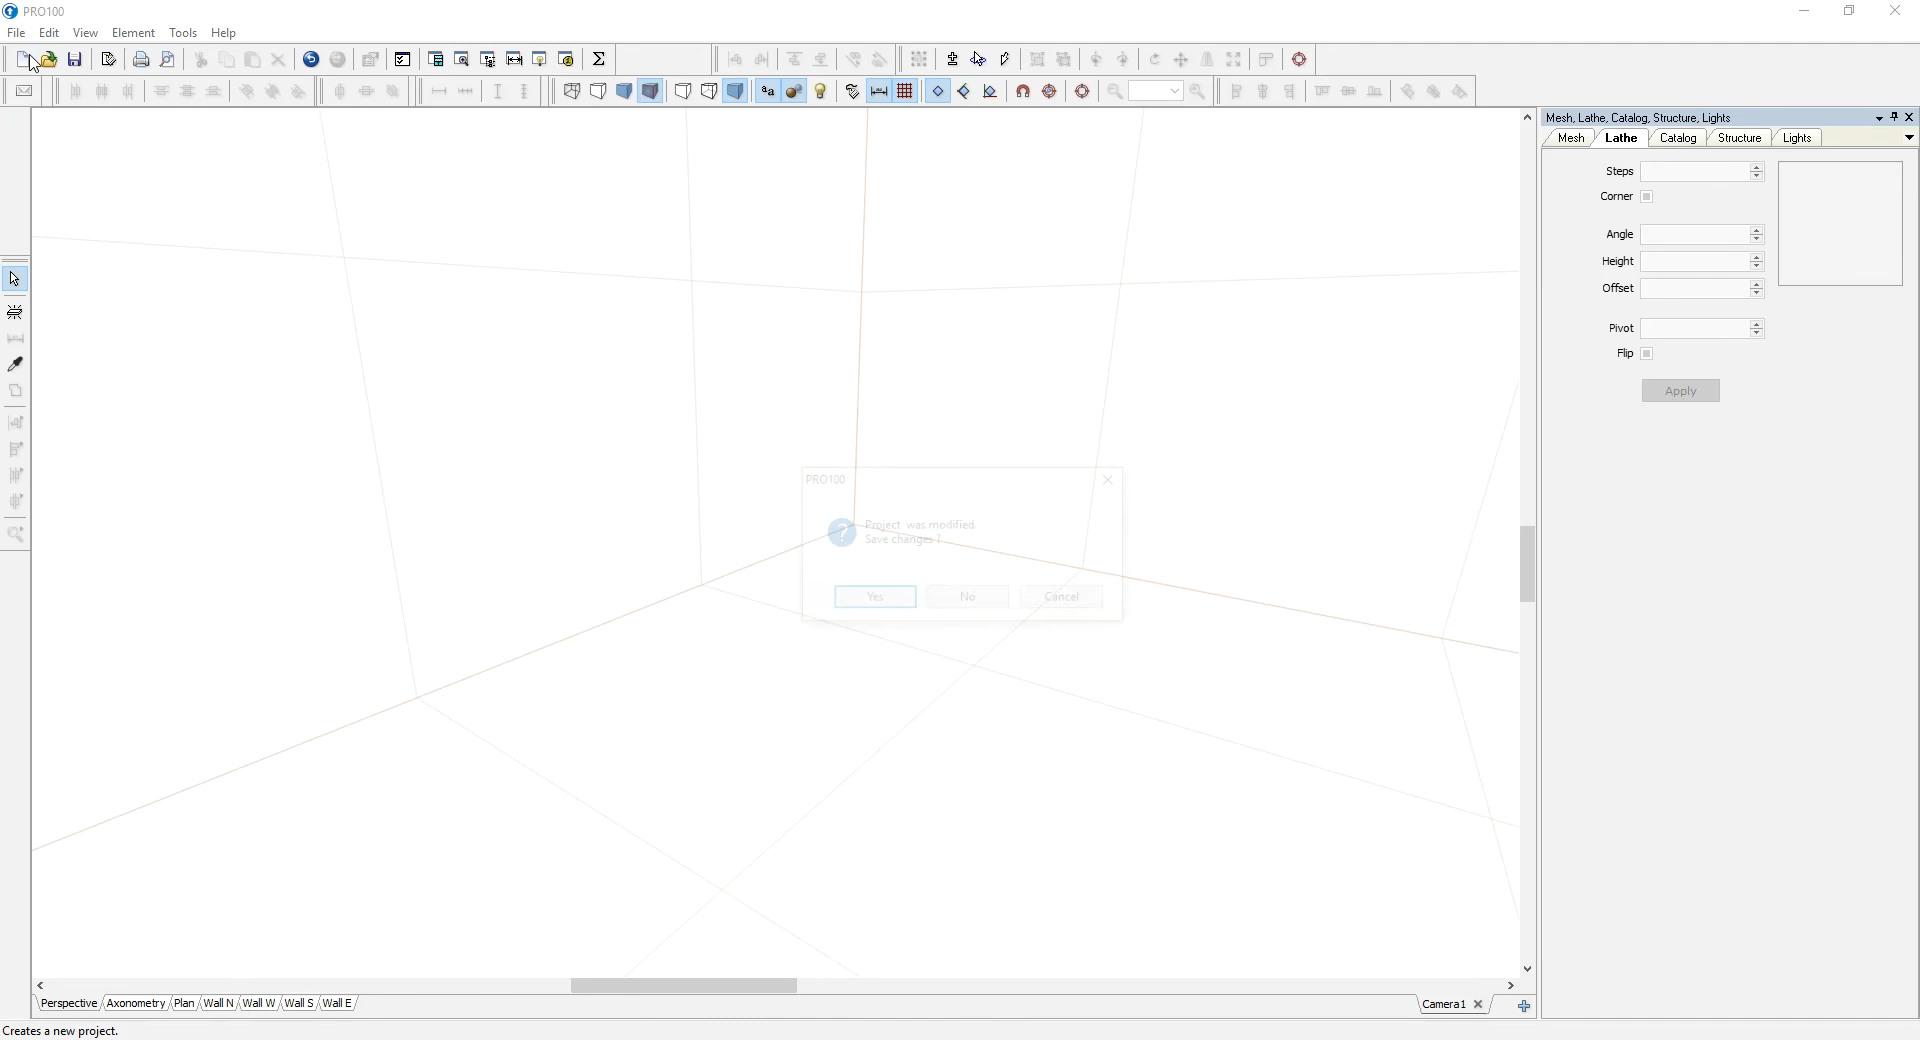 PRO100
File Edit View Element Tools Help
Mesh, Lathe, Catalog, Structure, Lights
Mesh Lathe Catalog Structure Lights
Steps
Corner
Angle
Height
Offset
Pivot
Flip
Apply
PRO100
Project was modified.
Save changes ?
Yes No Cancel
Perspective Axonometry Plan Wall N Wall W Wall S Wall E
Camera1
Creates a new project.